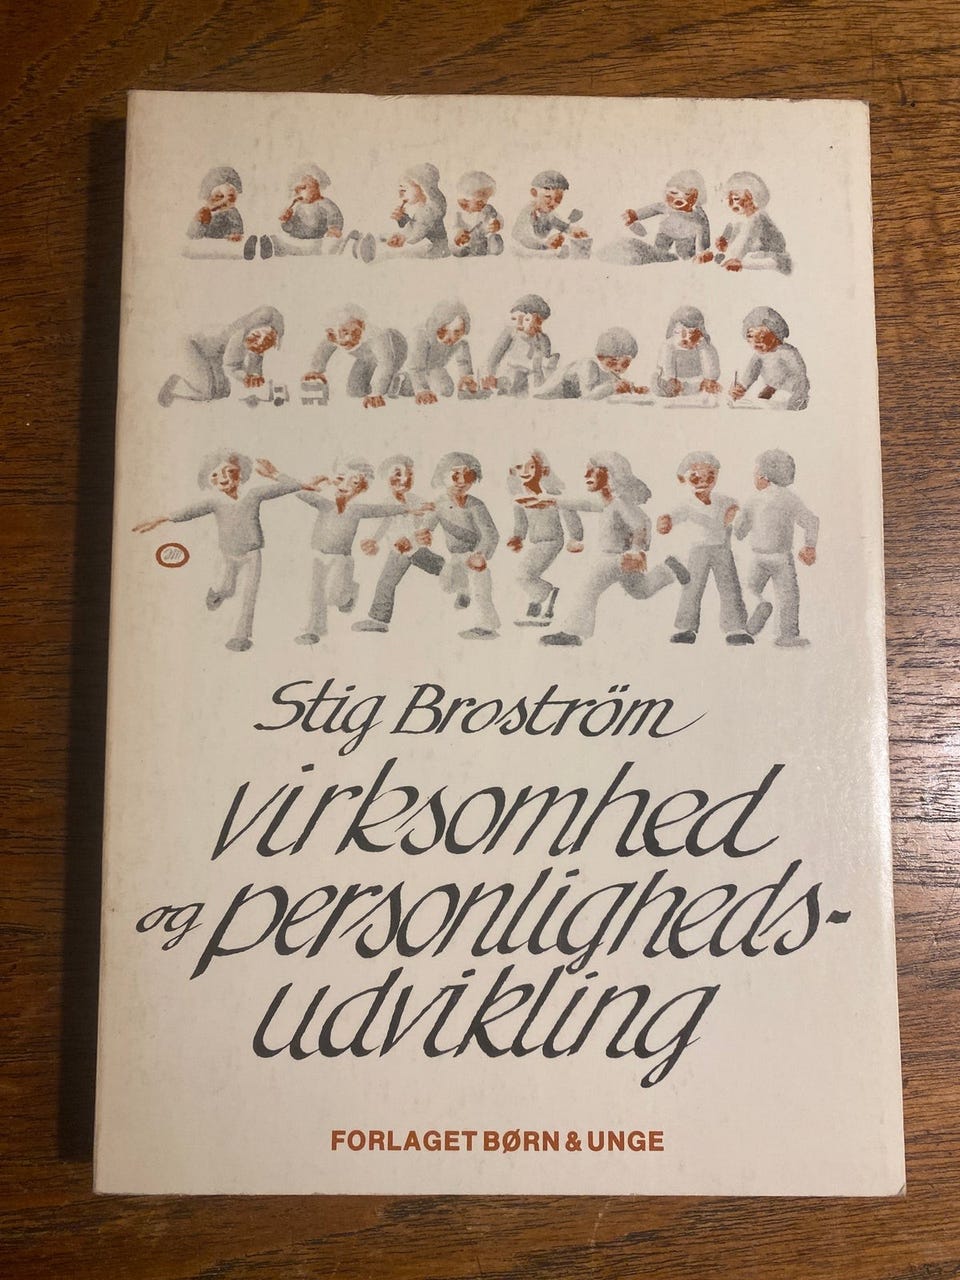 Stig Broström
virksomhed
og personligheds-
udvikling
FORLAGET BØRN & UNGE